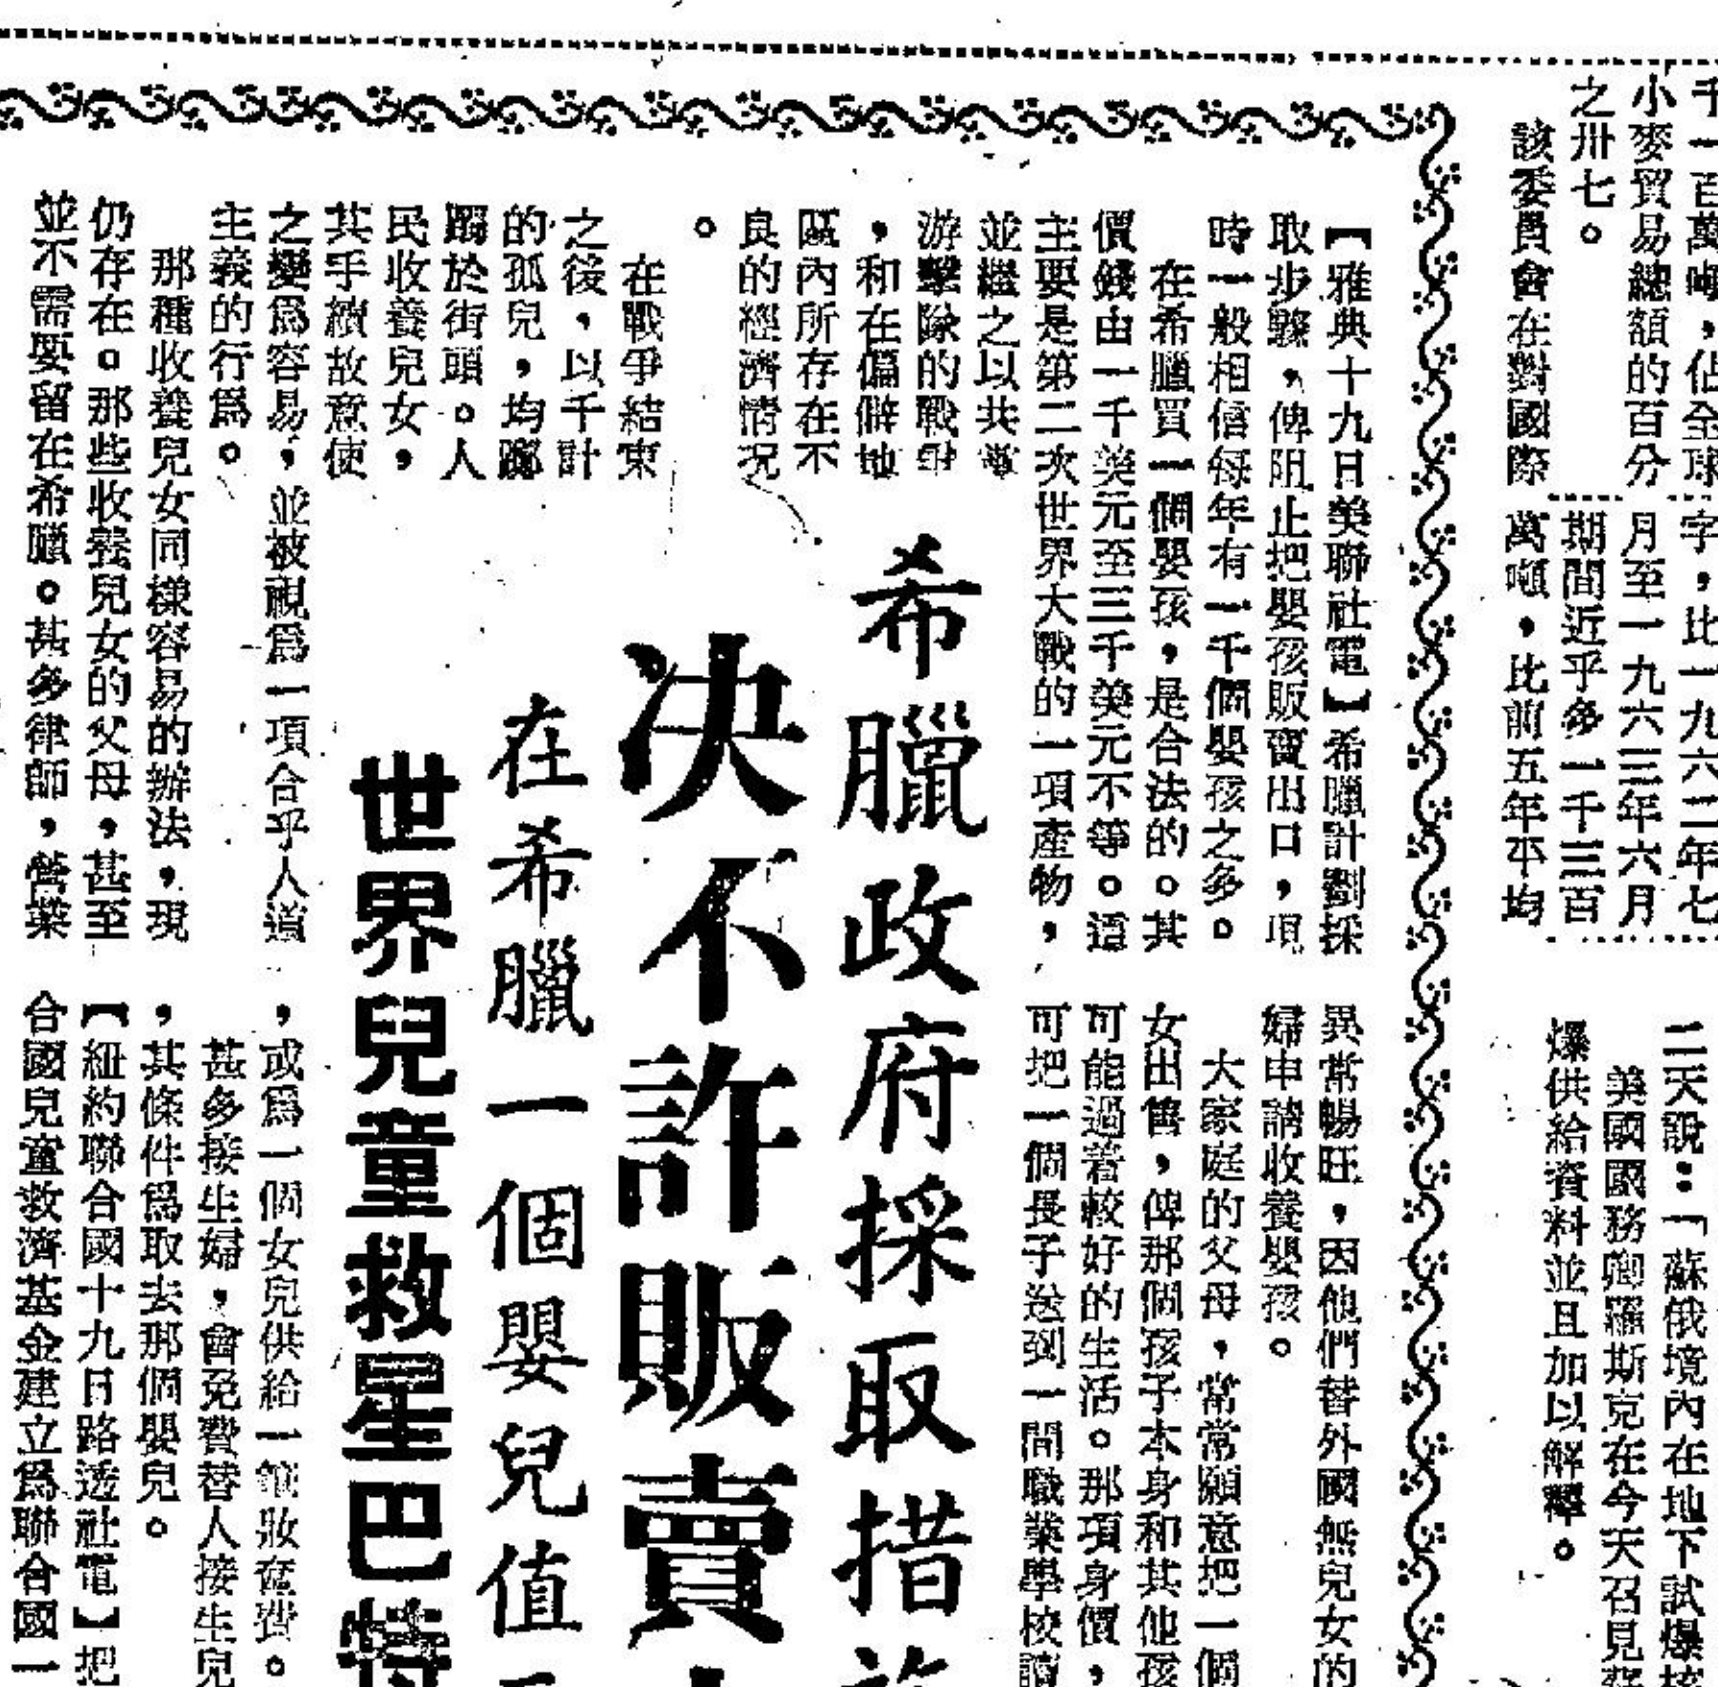 千一百萬噸，佔全球
小麥貿易總額的百分
之卅七。
該委員會在對國際
字，比一九六二年七
月至一九六三年六月
期間近乎多一千三百
萬噸，比前五年平均
二天說：「蘇俄境內在地下試爆
美國國務卿羅斯克在今天召見
爆供給資料並且加以解釋。
希臘政府採取措
決不許販賣
在希臘一個嬰兒值
世界兒童救星巴特
【雅典十九日美聯社電】希臘計劃採
取步驟，俾阻止把嬰孩販賣出口，現
時一般相信每年有一千個嬰孩之多。
在希臘買一個嬰孩，是合法的。其
價錢由一千美元至三千美元不等。這
主要是第二次世界大戰的一項產物，
並繼之以共黨
游擊隊的戰爭
，和在偏僻地
區內所存在不
良的經濟情況
。
在戰爭結束
之後，以千計
的孤兒，均躑
躅於街頭。人
民收養兒女，
其手續故意使
之變爲容易，並被視爲一項合乎人道
主義的行爲。
那種收養兒女同樣容易的辦法，現
仍存在。那些收養兒女的父母，甚至
並不需要留在希臘。甚多律師，營業
異常暢旺，因他們替外國無兒女的
婦申請收養嬰孩。
大家庭的父母，常常願意把一個
女出售，俾那個孩子本身和其他孩
可能過着較好的生活。那項身價，
可把一個長子送到一間職業學校讀
，或爲一個女兒供給一筆妝奩費。
甚多接生婦，會免費替人接生兒
，其條件爲取去那個嬰兒。
【紐約聯合國十九日路透社電】把
合國兒童救濟基金建立爲聯合國一